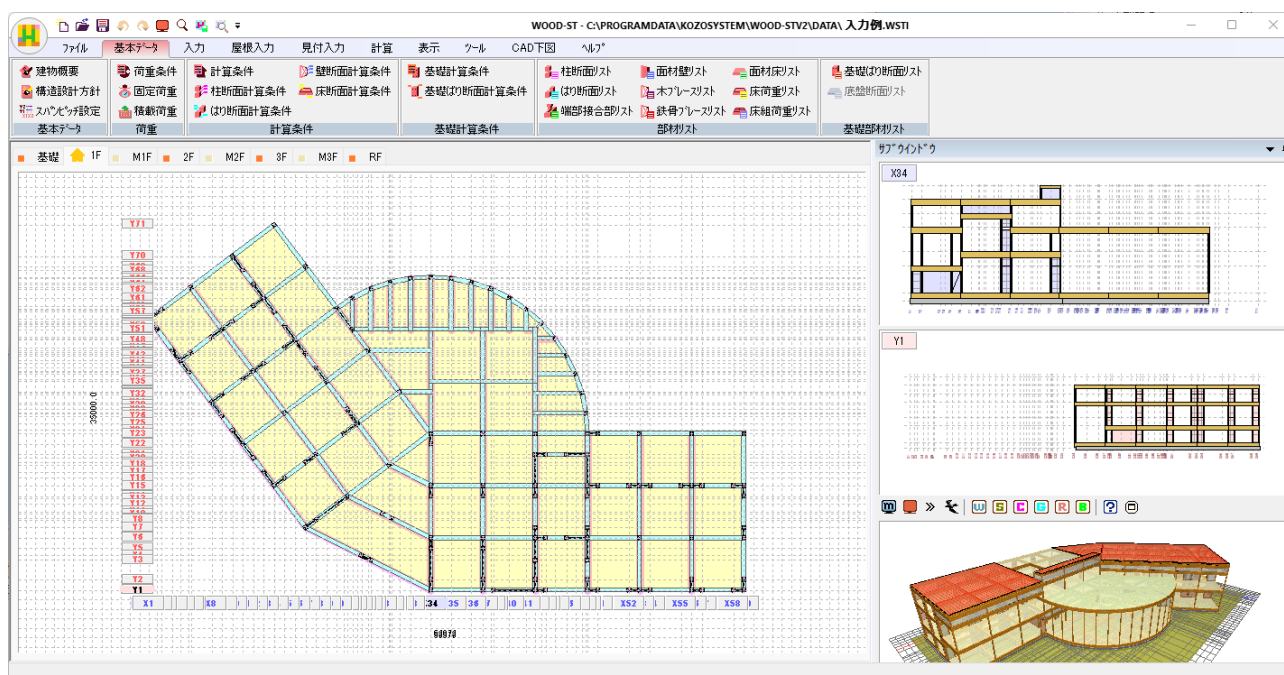 WOOD-ST - C:\PROGRAMDATA\KOZOSYSTEM\WOOD-STV2\DATA\ 入力例.WSTI
ﾌｧｲﾙ 基本ﾃﾞｰﾀ 入力 屋根入力 見付入力 計算 表示 ﾂｰﾙ CAD下図 ﾍﾙﾌﾟ
建物概要 荷重条件 計算条件 壁断面計算条件 基礎計算条件 柱断面ﾘｽﾄ 面材壁ﾘｽﾄ 面材床ﾘｽﾄ 基礎ばり断面ﾘｽﾄ
構造設計方針 固定荷重 柱断面計算条件 床断面計算条件 基礎ばり断面計算条件 はり断面ﾘｽﾄ 木ﾌﾞﾚｰｽﾘｽﾄ 床荷重ﾘｽﾄ 底盤断面ﾘｽﾄ
ｽﾊﾟﾝﾋﾟｯﾁ設定 積載荷重 はり断面計算条件 端部接合部ﾘｽﾄ 鉄骨ﾌﾞﾚｰｽﾘｽﾄ 床組荷重ﾘｽﾄ
基本ﾃﾞｰﾀ 荷重 計算条件 基礎計算条件 部材ﾘｽﾄ 基礎部材ﾘｽﾄ
基礎 1F M1F 2F M2F 3F M3F RF
ｻﾌﾞｳｲﾝﾄﾞｳ
X34
Y71
Y70
Y62
Y61
Y57
Y51
Y48
Y35
Y32
Y26
Y25
Y23
Y22
Y18
Y17
Y16
Y15
Y12
Y8
Y7
Y6
Y5
Y3
Y2
Y1
X1 X8 34 35 36 X52 X55 X58
Y1